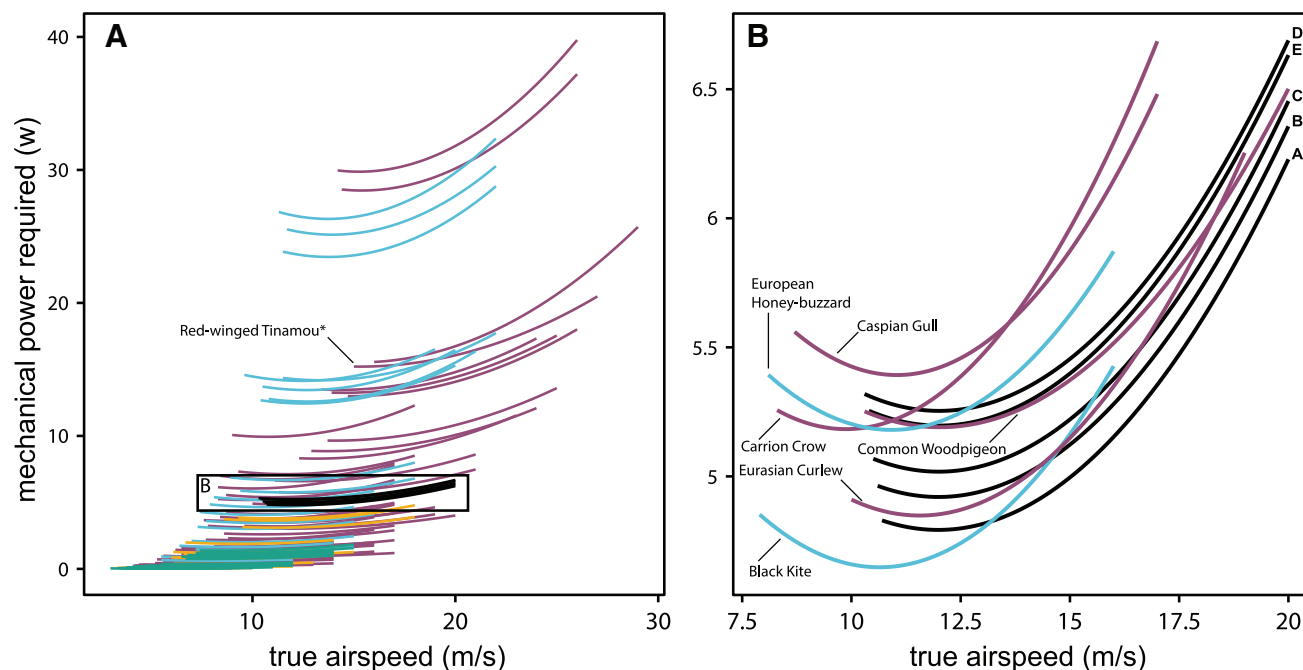 A
mechanical power required (w)
40
30
20
10
0
Red-winged Tinamou*
B
10
20
30
true airspeed (m/s)
B
6.5
6
5.5
5
D
E
C
B
A
European
Honey-buzzard
Caspian Gull
Carrion Crow
Common Woodpigeon
Eurasian Curlew
Black Kite
7.5
10
12.5
15
17.5
20
true airspeed (m/s)